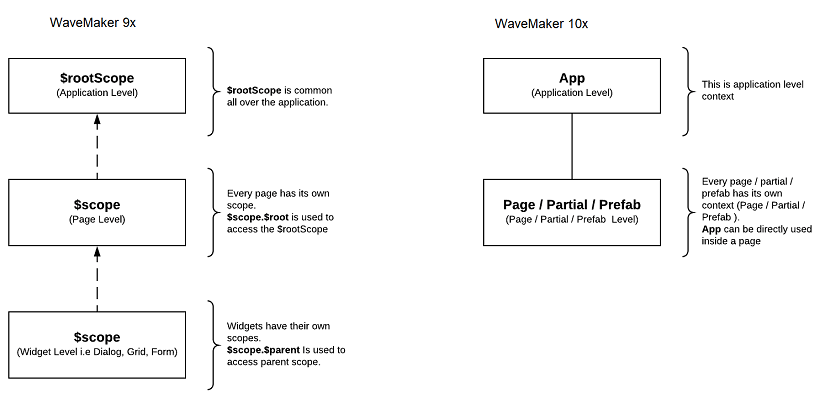 WaveMaker 9x
$rootScope
(Application Level)
$rootScope is common
all over the application.
$scope
(Page Level)
Every page has its own
scope.
$scope.$root is used to
access the $rootScope
$scope
(Widget Level i.e Dialog, Grid, Form)
Widgets have their own
scopes.
$scope.$parent Is used to
access parent scope.
WaveMaker 10x
App
(Application Level)
This is application level
context
Page / Partial / Prefab
(Page / Partial / Prefab Level)
Every page / partial /
prefab has its own
context (Page / Partial /
Prefab ).
App can be directly used
inside a page